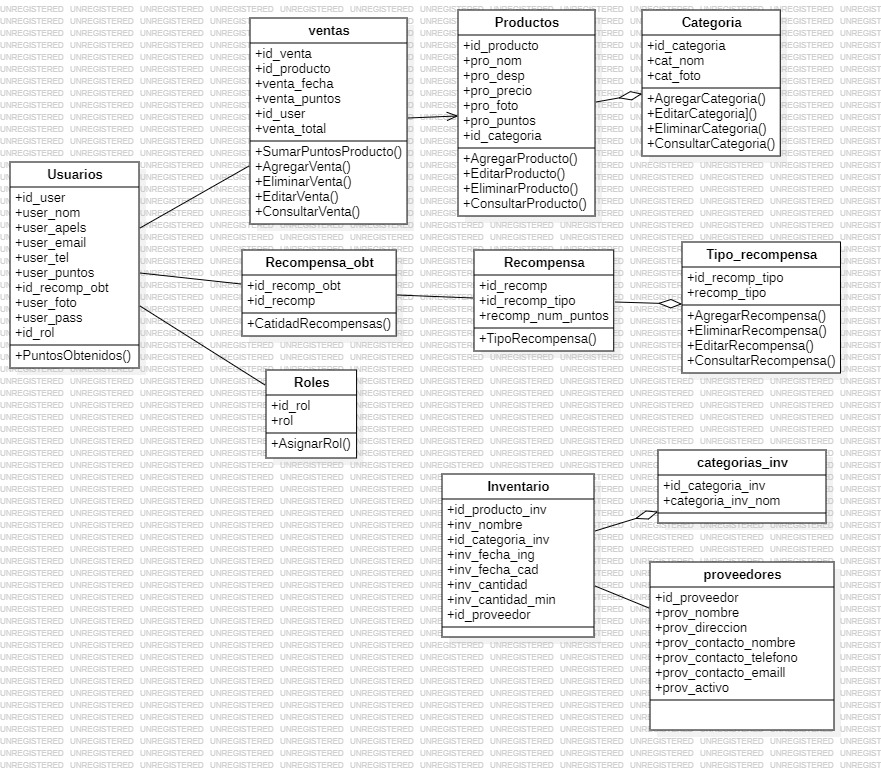 ventas
+id_venta
+id_producto
+venta_fecha
+venta_puntos
+id_user
+venta_total
+SumarPuntosProducto()
+AgregarVenta()
+EliminarVenta()
+EditarVenta()
+ConsultarVenta()
Productos
+id_producto
+pro_nom
+pro_desp
+pro_precio
+pro_foto
+pro_puntos
+id_categoria
+AgregarProducto()
+EditarProducto()
+EliminarProducto()
+ConsultarProducto()
Categoria
+id_categoria
+cat_nom
+cat_foto
+AgregarCategoria()
+EditarCategoria]()
+EliminarCategoria()
+ConsultarCategoria()
Usuarios
+id_user
+user_nom
+user_apels
+user_email
+user_tel
+user_puntos
+id_recomp_obt
+user_foto
+user_pass
+id_rol
+PuntosObtenidos()
Recompensa_obt
+id_recomp_obt
+id_recomp
+CatidadRecompensas()
Recompensa
+id_recomp
+id_recomp_tipo
+recomp_num_puntos
+TipoRecompensa()
Tipo_recompensa
+id_recomp_tipo
+recomp_tipo
+AgregarRecompensa()
+EliminarRecompensa()
+EditarRecompensa()
+ConsultarRecompensa()
Roles
+id_rol
+rol
+AsignarRol()
Inventario
+id_producto_inv
+inv_nombre
+id_categoria_inv
+inv_fecha_ing
+inv_fecha_cad
+inv_cantidad
+inv_cantidad_min
+id_proveedor
categorias_inv
+id_categoria_inv
+categoria_inv_nom
proveedores
+id_proveedor
+prov_nombre
+prov_direccion
+prov_contacto_nombre
+prov_contacto_telefono
+prov_contacto_emaill
+prov_activo
UNREGISTERED